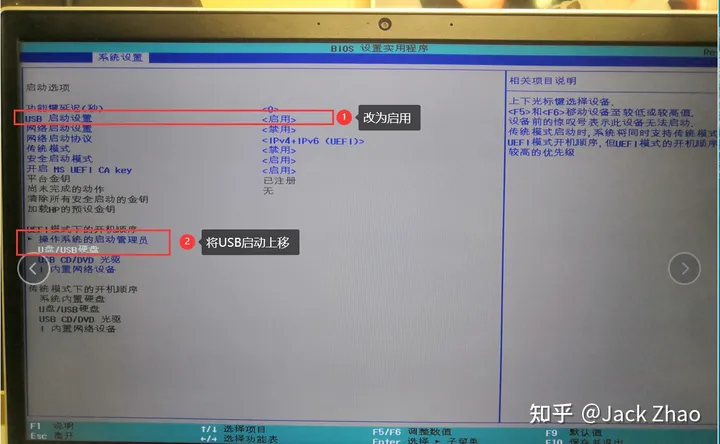 BIOS 设置实用程序
系统设置
启动选项
相关项目说明
功能键延迟(秒) <0>
USB 启动设置 <启用>
1 改为启用
网络启动设置 <禁用>
网络启动协议 <IPv4+IPv6 (UEFI)>
传统模式 <禁用>
安全启动模式 <启用>
开启 MS UEFI CA key <启用>
平台金钥 已注册
尚未完成的动作 无
清除所有安全启动的金钥
加载HP的预设金钥
上下光标键选择设备,
<F5>和<F6>移动设备至较低或较高值.
设备前的惊叹号表示此设备无法启动.
传统模式启动时,系统将同时支持传统模式
UEFI模式开机顺序,但UEFI模式的开机顺序
较高的优先级
UEFI模式下的开机顺序
▶ 操作系统的启动管理员
U盘/USB硬盘
2 将USB启动上移
USB CD/DVD 光驱
! 内置网络设备
传统模式下的开机顺序
系统内置硬盘
U盘/USB硬盘
USB CD/DVD 光驱
! 内置网络设备
F1 说明 ↑/↓ 选择项目 F5/F6 调整数值 F9 默认值
Esc 离开 ←/→ 选择功能表 Enter 选择 ▶ 子菜单 F10 保存并退出
知乎 @Jack Zhao